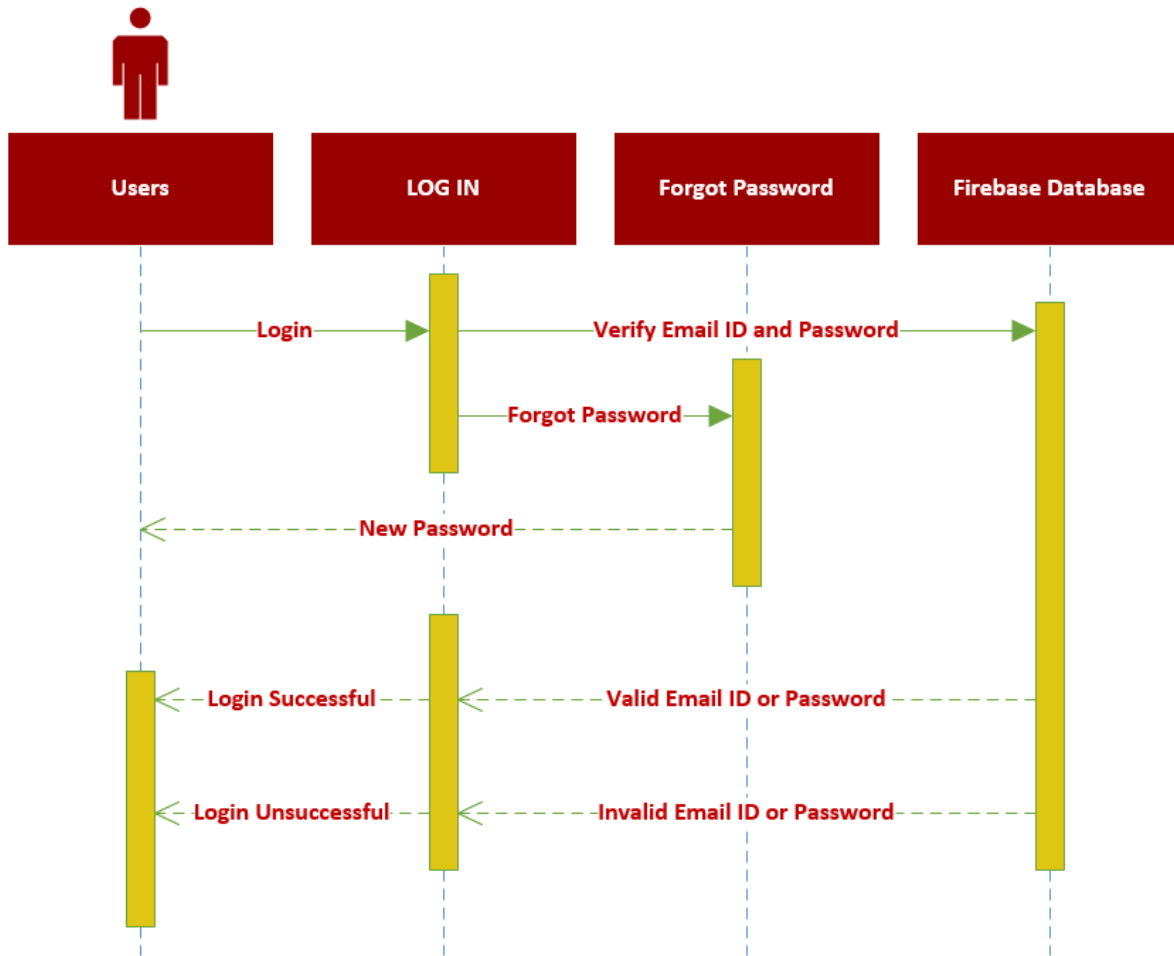 Users
LOG IN
Forgot Password
Firebase Database
Login
Verify Email ID and Password
Forgot Password
New Password
Login Successful
Valid Email ID or Password
Login Unsuccessful
Invalid Email ID or Password